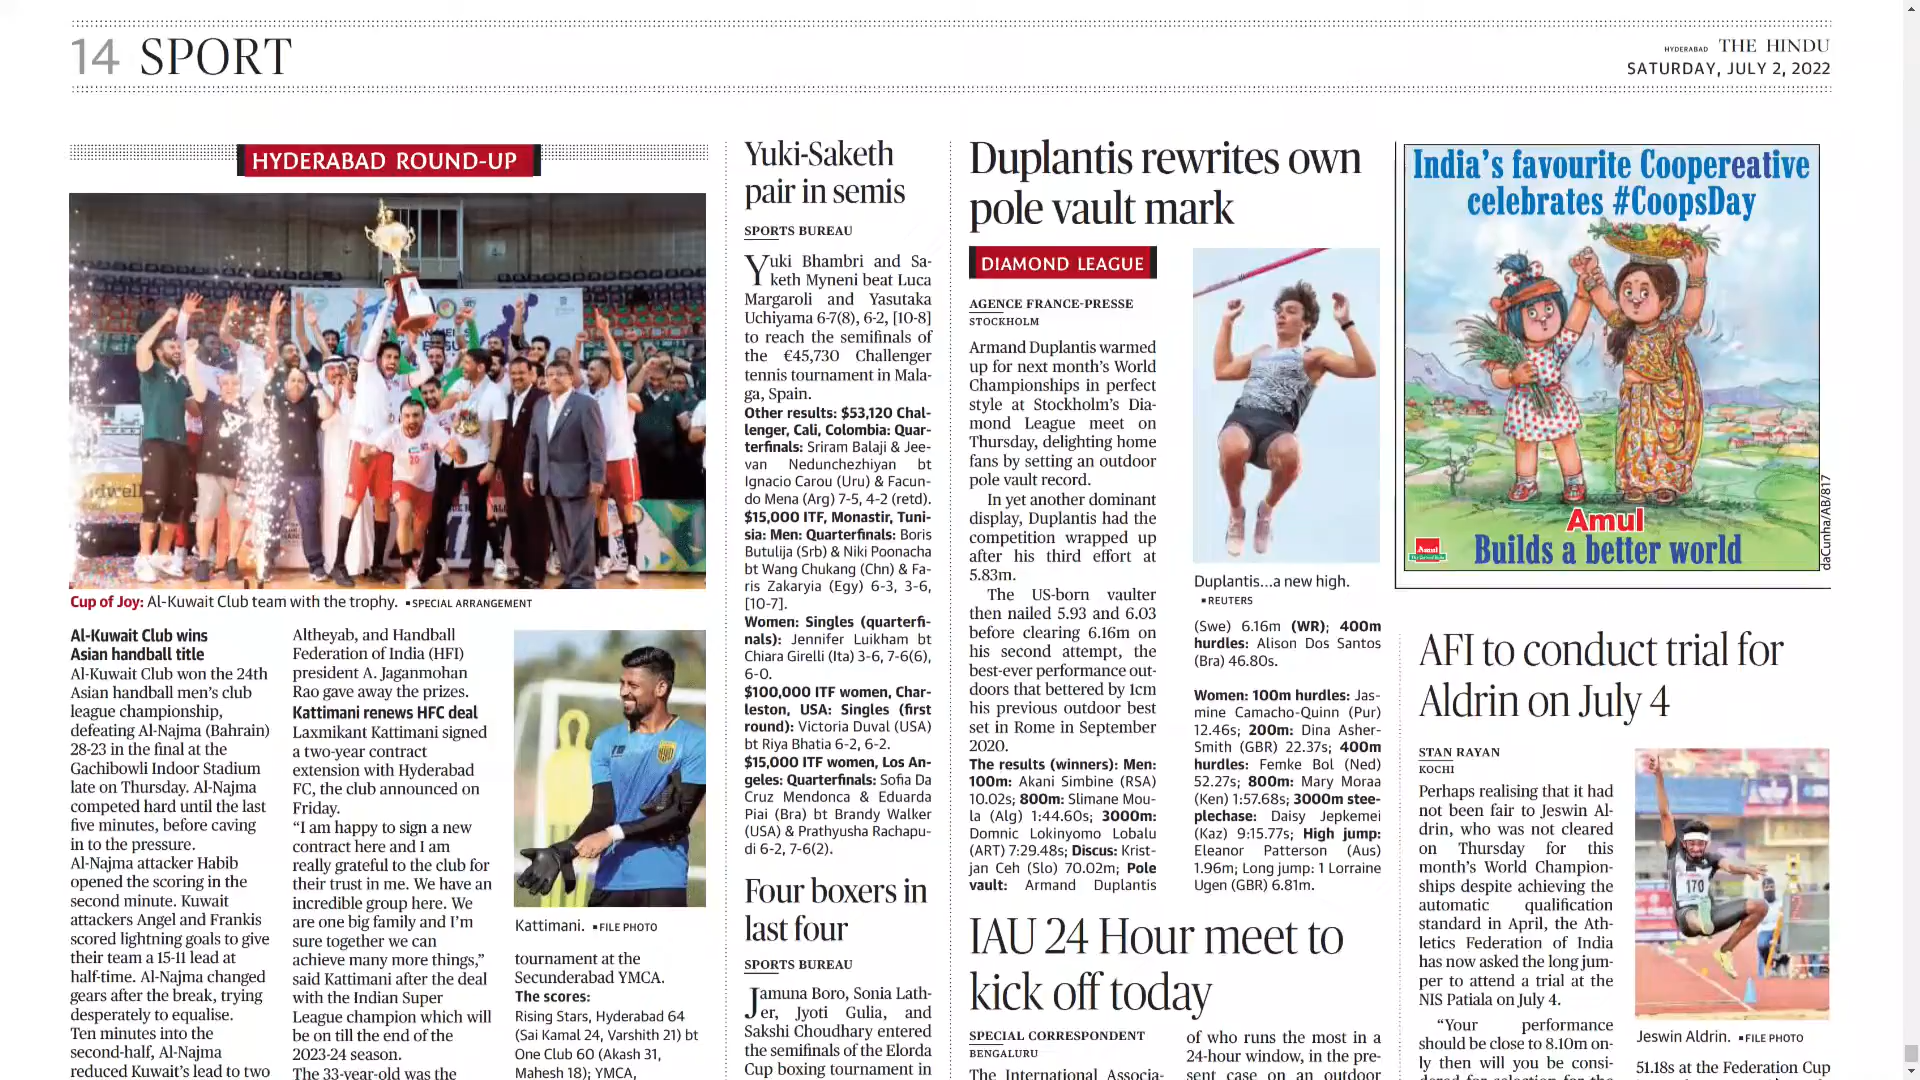 14 SPORT
HYDERABAD THE HINDU
SATURDAY, JULY 2, 2022
HYDERABAD ROUND-UP
Cup of Joy: Al-Kuwait Club team with the trophy. ▪SPECIAL ARRANGEMENT
Al-Kuwait Club wins
Asian handball title
Al-Kuwait Club won the 24th
Asian handball men's club
league championship,
defeating Al-Najma (Bahrain)
28-23 in the final at the
Gachibowli Indoor Stadium
late on Thursday. Al-Najma
competed hard until the last
five minutes, before caving
in to the pressure.
Al-Najma attacker Habib
opened the scoring in the
second minute. Kuwait
attackers Angel and Frankis
scored lightning goals to give
their team a 15-11 lead at
half-time. Al-Najma changed
gears after the break, trying
desperately to equalise.
Ten minutes into the
second-half, Al-Najma
reduced Kuwait's lead to two
Altheyab, and Handball
Federation of India (HFI)
president A. Jaganmohan
Rao gave away the prizes.
Kattimani renews HFC deal
Laxmikant Kattimani signed
a two-year contract
extension with Hyderabad
FC, the club announced on
Friday.
“I am happy to sign a new
contract here and I am
really grateful to the club for
their trust in me. We have an
incredible group here. We
are one big family and I'm
sure together we can
achieve many more things,”
said Kattimani after the deal
with the Indian Super
League champion which will
be on till the end of the
2023-24 season.
The 33-year-old was the
Kattimani. ▪FILE PHOTO
tournament at the
Secunderabad YMCA.
The scores:
Rising Stars, Hyderabad 64
(Sai Kamal 24, Varshith 21) bt
One Club 60 (Akash 31,
Mahesh 18); YMCA,
Yuki-Saketh
pair in semis
SPORTS BUREAU
Yuki Bhambri and Sa-
keth Myneni beat Luca
Margaroli and Yasutaka
Uchiyama 6-7(8), 6-2, [10-8]
to reach the semifinals of
the €45,730 Challenger
tennis tournament in Mala-
ga, Spain.
Other results: $53,120 Chal-
lenger, Cali, Colombia: Quar-
terfinals: Sriram Balaji & Jee-
van Nedunchezhiyan bt
Ignacio Carou (Uru) & Facun-
do Mena (Arg) 7-5, 4-2 (retd).
$15,000 ITF, Monastir, Tuni-
sia: Men: Quarterfinals: Boris
Butulija (Srb) & Niki Poonacha
bt Wang Chukang (Chn) & Fa-
ris Zakaryia (Egy) 6-3, 3-6,
[10-7].
Women: Singles (quarterfi-
nals): Jennifer Luikham bt
Chiara Girelli (Ita) 3-6, 7-6(6),
6-0.
$100,000 ITF women, Char-
leston, USA: Singles (first
round): Victoria Duval (USA)
bt Riya Bhatia 6-2, 6-2.
$15,000 ITF women, Los An-
geles: Quarterfinals: Sofia Da
Cruz Mendonca & Eduarda
Piai (Bra) bt Brandy Walker
(USA) & Prathyusha Rachapu-
di 6-2, 7-6(2).
Four boxers in
last four
SPORTS BUREAU
Jamuna Boro, Sonia Lath-
er, Jyoti Gulia, and
Sakshi Choudhary entered
the semifinals of the Elorda
Cup boxing tournament in
Duplantis rewrites own
pole vault mark
DIAMOND LEAGUE
AGENCE FRANCE-PRESSE
STOCKHOLM
Armand Duplantis warmed
up for next month's World
Championships in perfect
style at Stockholm's Dia-
mond League meet on
Thursday, delighting home
fans by setting an outdoor
pole vault record.
In yet another dominant
display, Duplantis had the
competition wrapped up
after his third effort at
5.83m.
The US-born vaulter
then nailed 5.93 and 6.03
before clearing 6.16m on
his second attempt, the
best-ever performance out-
doors that bettered by 1cm
his previous outdoor best
set in Rome in September
2020.
The results (winners): Men:
100m: Akani Simbine (RSA)
10.02s; 800m: Slimane Mou-
la (Alg) 1:44.60s; 3000m:
Domnic Lokinyomo Lobalu
(ART) 7:29.48s; Discus: Krist-
jan Ceh (Slo) 70.02m; Pole
vault: Armand Duplantis
Duplantis...a new high.
▪REUTERS
(Swe) 6.16m (WR); 400m
hurdles: Alison Dos Santos
(Bra) 46.80s.
Women: 100m hurdles: Jas-
mine Camacho-Quinn (Pur)
12.46s; 200m: Dina Asher-
Smith (GBR) 22.37s; 400m
hurdles: Femke Bol (Ned)
52.27s; 800m: Mary Moraa
(Ken) 1:57.68s; 3000m stee-
plechase: Daisy Jepkemei
(Kaz) 9:15.77s; High jump:
Eleanor Patterson (Aus)
1.96m; Long jump: 1 Lorraine
Ugen (GBR) 6.81m.
IAU 24 Hour meet to
kick off today
SPECIAL CORRESPONDENT
BENGALURU
The International Associa-
of who runs the most in a
24-hour window, in the pre-
sent case on an outdoor
India's favourite Coopereative
celebrates #CoopsDay
Amul
Builds a better world
Amul
daCunha/AB/817
AFI to conduct trial for
Aldrin on July 4
STAN RAYAN
KOCHI
Perhaps realising that it had
not been fair to Jeswin Al-
drin, who was not cleared
on Thursday for this
month's World Champion-
ships despite achieving the
automatic qualification
standard in April, the Ath-
letics Federation of India
has now asked the long jum-
per to attend a trial at the
NIS Patiala on July 4.
“Your performance
should be close to 8.10m on-
ly then will you be consi-
dered for selection for the
170
Jeswin Aldrin. ▪FILE PHOTO
51.18s at the Federation Cup